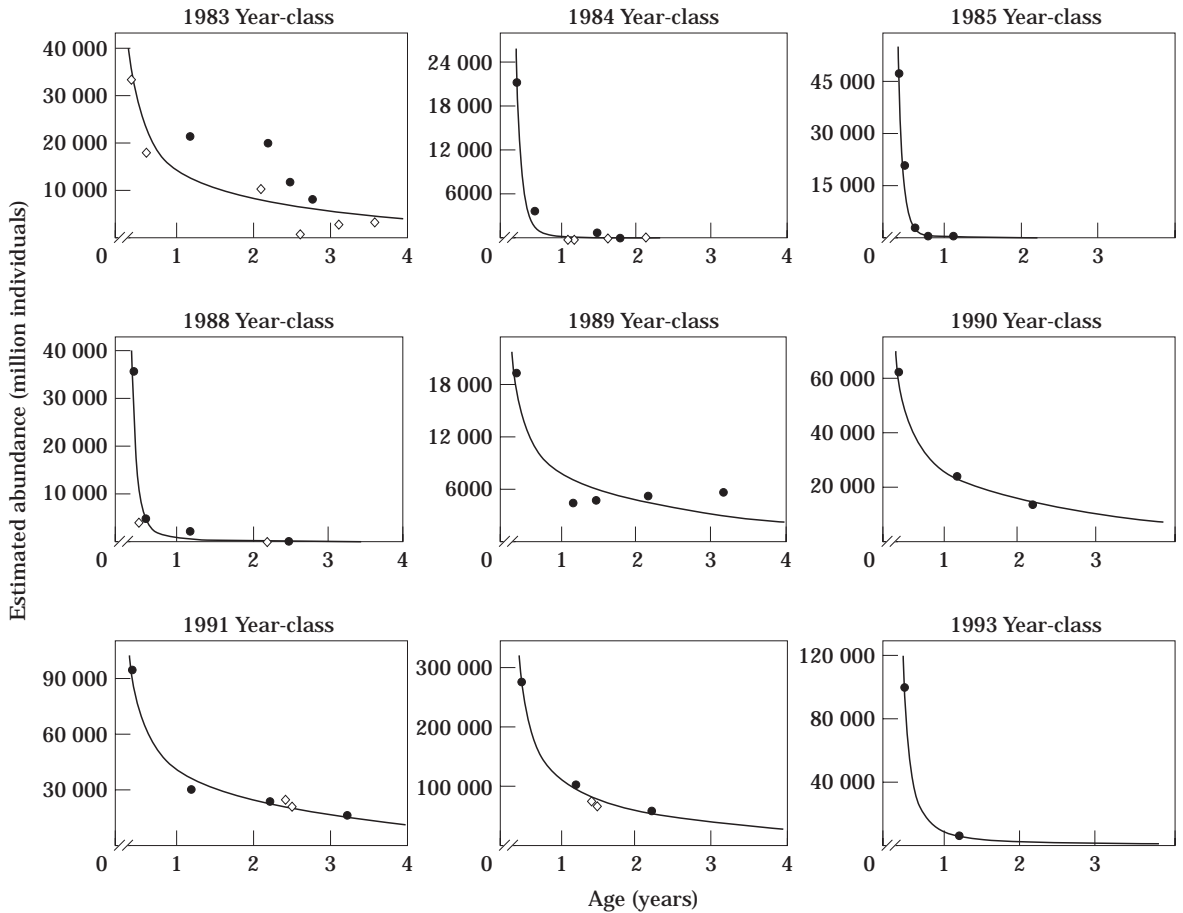 Estimated abundance (million individuals)
1983 Year-class
40 000
30 000
20 000
10 000
0 1 2 3 4
1984 Year-class
24 000
18 000
12 000
6000
0 1 2 3 4
1985 Year-class
45 000
30 000
15 000
0 1 2 3
1988 Year-class
40 000
30 000
20 000
10 000
0 1 2 3 4
1989 Year-class
18 000
12 000
6000
0 1 2 3 4
1990 Year-class
60 000
40 000
20 000
0 1 2 3
1991 Year-class
90 000
60 000
30 000
0 1 2 3 4
300 000
200 000
100 000
0 1 2 3 4
1993 Year-class
120 000
80 000
40 000
0 1 2 3
Age (years)